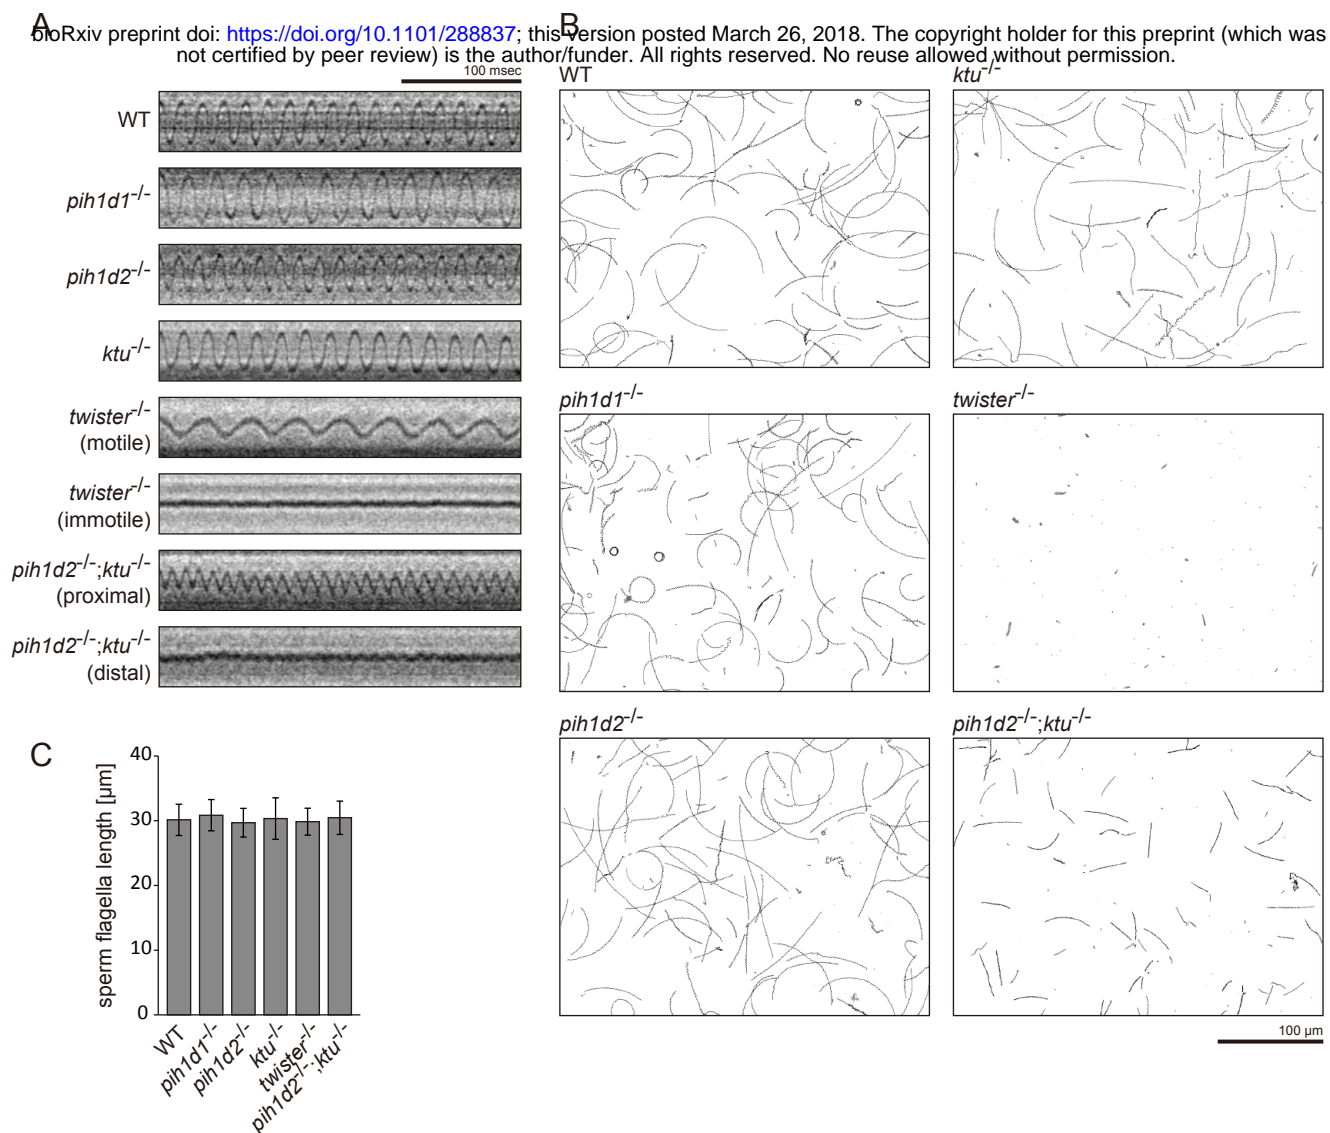 A
B
bioRxiv preprint doi: https://doi.org/10.1101/288837; this version posted March 26, 2018. The copyright holder for this preprint (which was
not certified by peer review) is the author/funder. All rights reserved. No reuse allowed without permission.
100 msec
WT
pih1d1-/-
pih1d2-/-
ktu-/-
twister-/-
(motile)
twister-/-
(immotile)
pih1d2-/-;ktu-/-
(proximal)
pih1d2-/-;ktu-/-
(distal)
WT
ktu-/-
pih1d1-/-
twister-/-
pih1d2-/-
pih1d2-/-;ktu-/-
100 µm
C
sperm flagella length [µm]
40
30
20
10
0
WT
pih1d1-/-
pih1d2-/-
ktu-/-
twister-/-
pih1d2-/-;ktu-/-